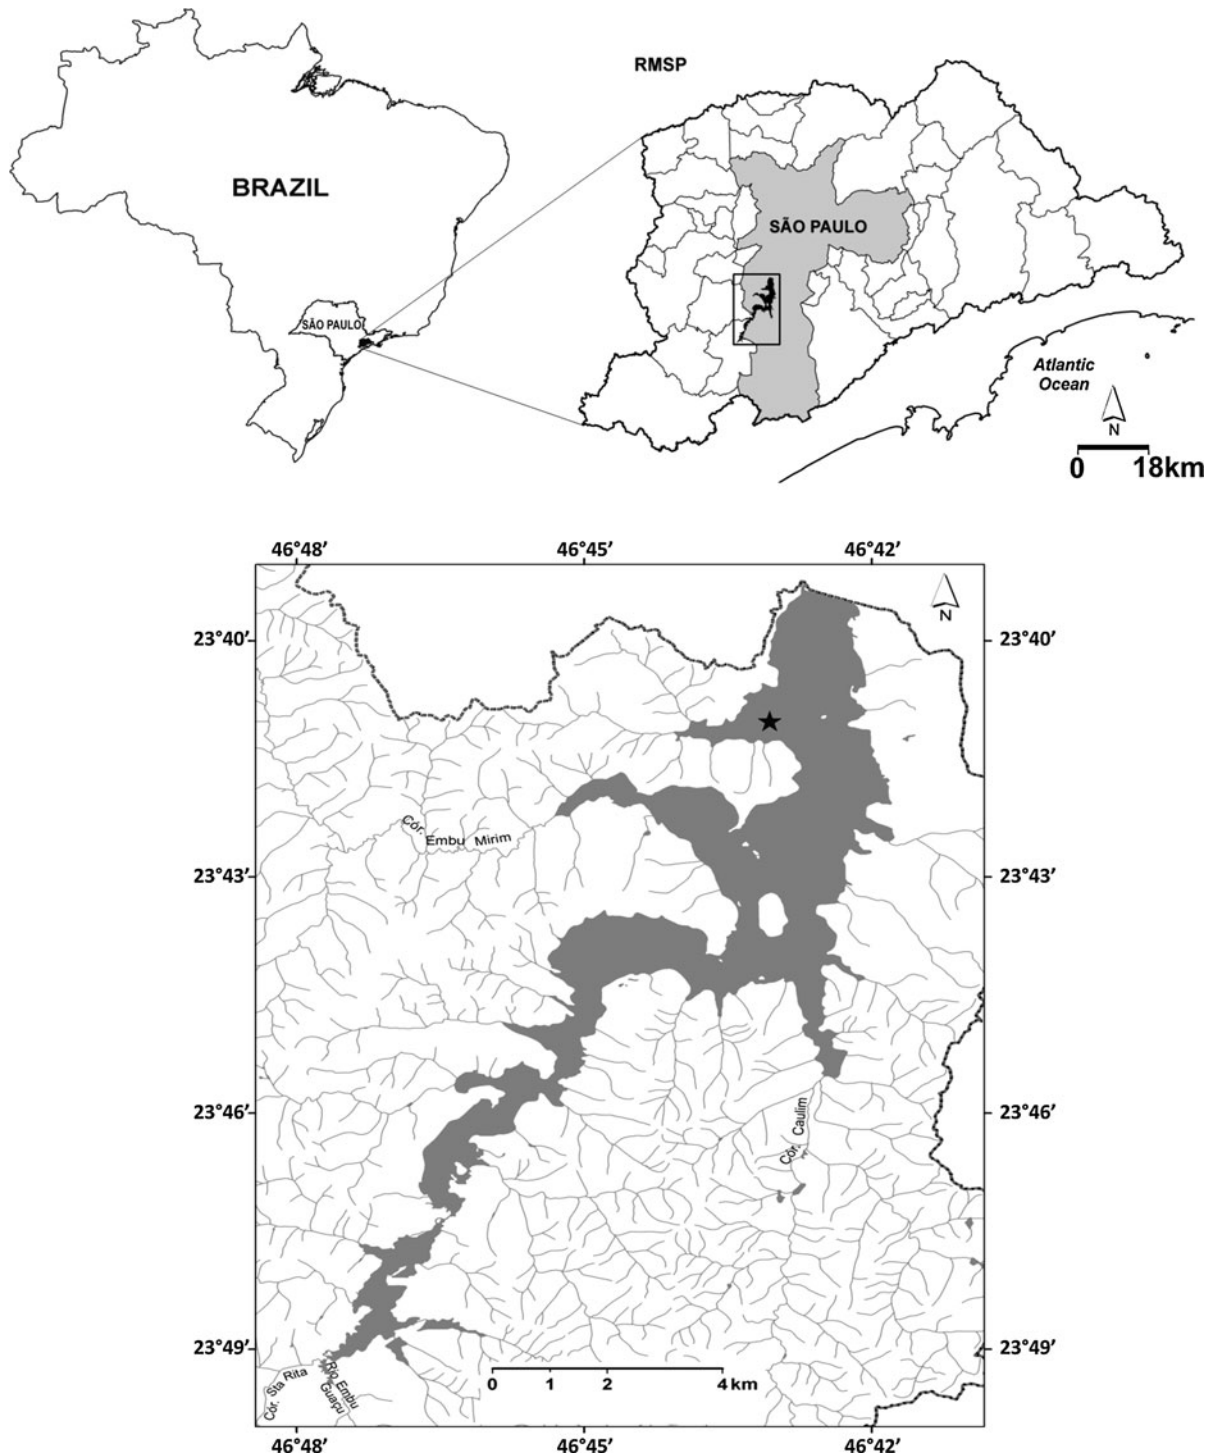 RMSP
BRAZIL
SÃO PAULO
SÃO PAULO
Atlantic
Ocean
N
0 18km
46°48’ 46°45’ 46°42’
N
23°40’ 23°40’
Cór. Embu Mirim
23°43’ 23°43’
23°46’ 23°46’
Cór. Caulim
23°49’ 23°49’
Cór. Sta Rita
Rio Embu
Guaçu
0 1 2 4 km
46°48’ 46°45’ 46°42’